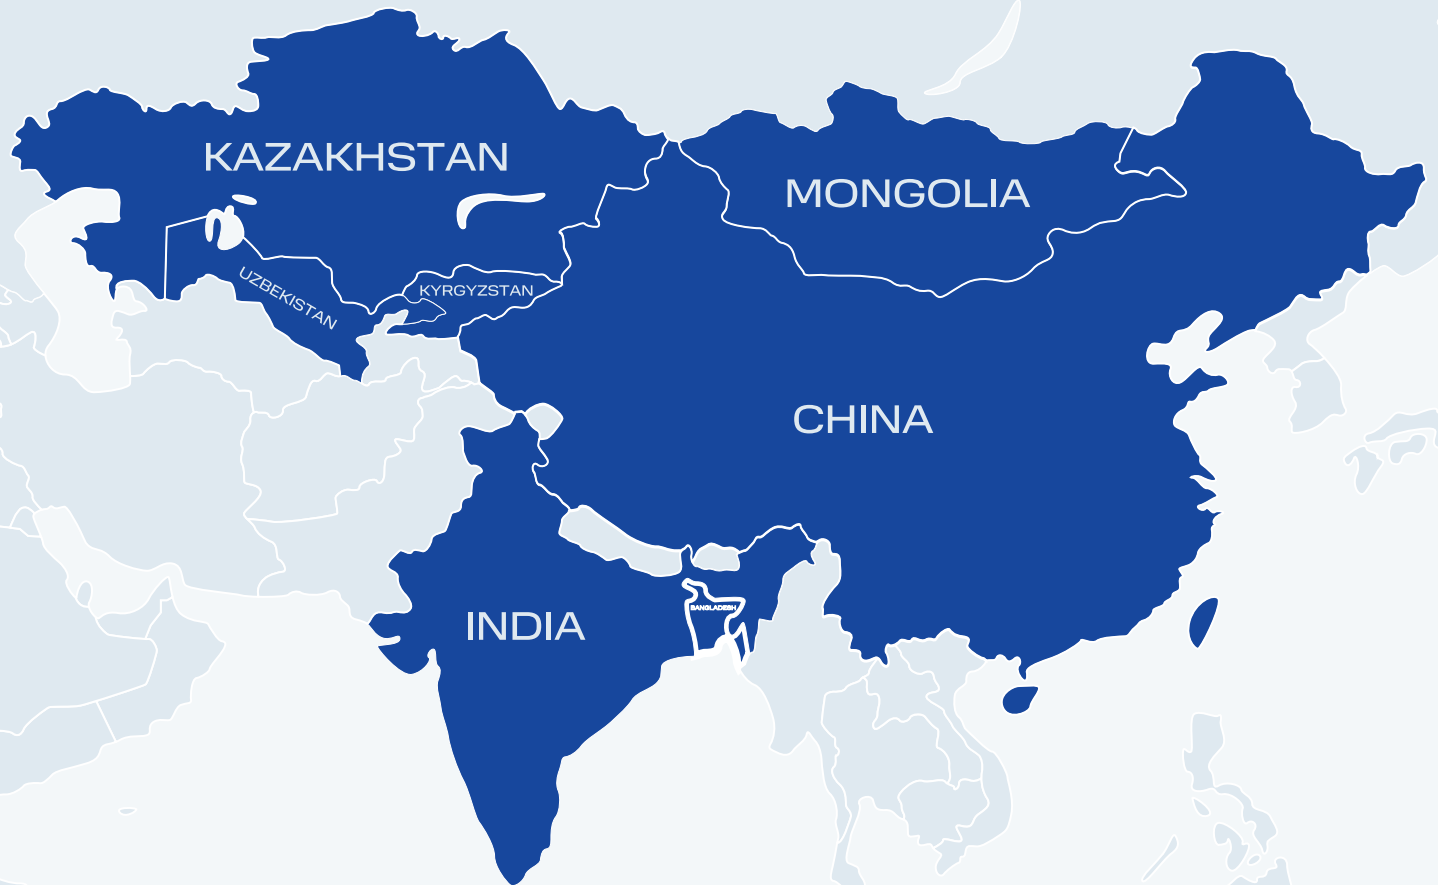 KAZAKHSTAN
MONGOLIA
UZBEKISTAN
KYRGYZSTAN
CHINA
BANGLADESH
INDIA